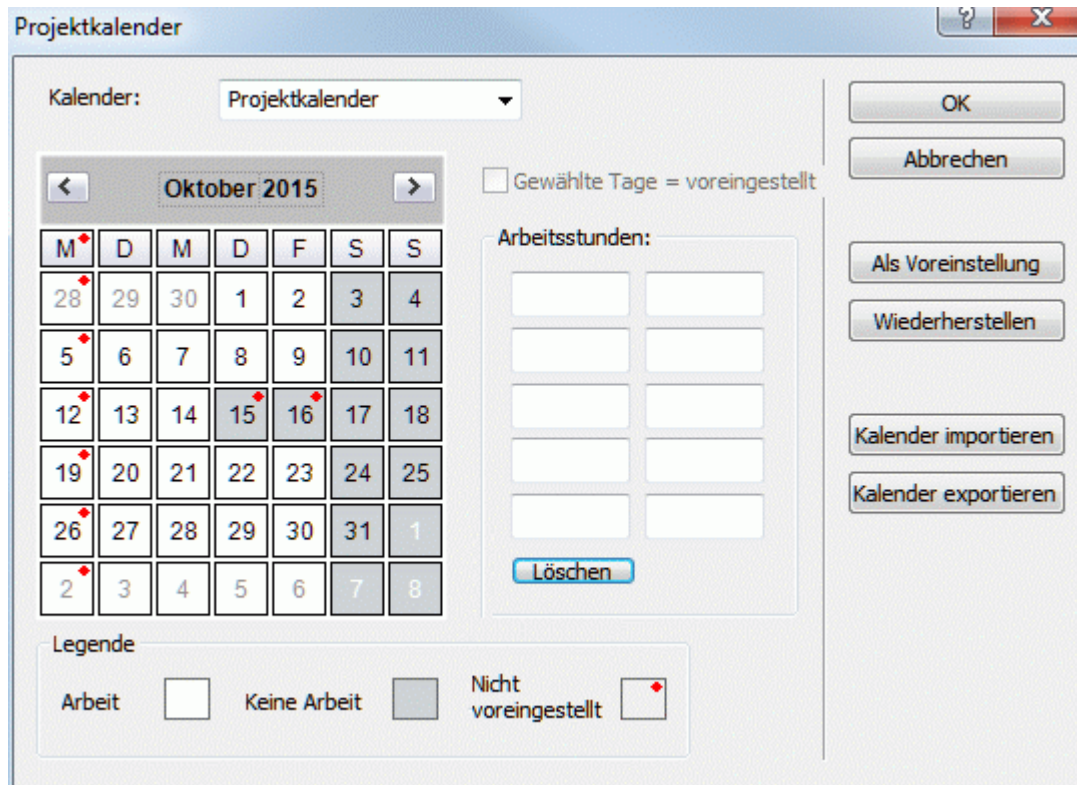 Projektkalender
?
X
Kalender:
Projektkalender
OK
Abbrechen
< Oktober 2015 >
Gewählte Tage = voreingestellt
M D M D F S S
Arbeitsstunden:
28 29 30 1 2 3 4
5 6 7 8 9 10 11
12 13 14 15 16 17 18
19 20 21 22 23 24 25
26 27 28 29 30 31 1
2 3 4 5 6 7 8
Löschen
Als Voreinstellung
Wiederherstellen
Kalender importieren
Kalender exportieren
Legende
Arbeit
Keine Arbeit
Nicht
voreingestellt